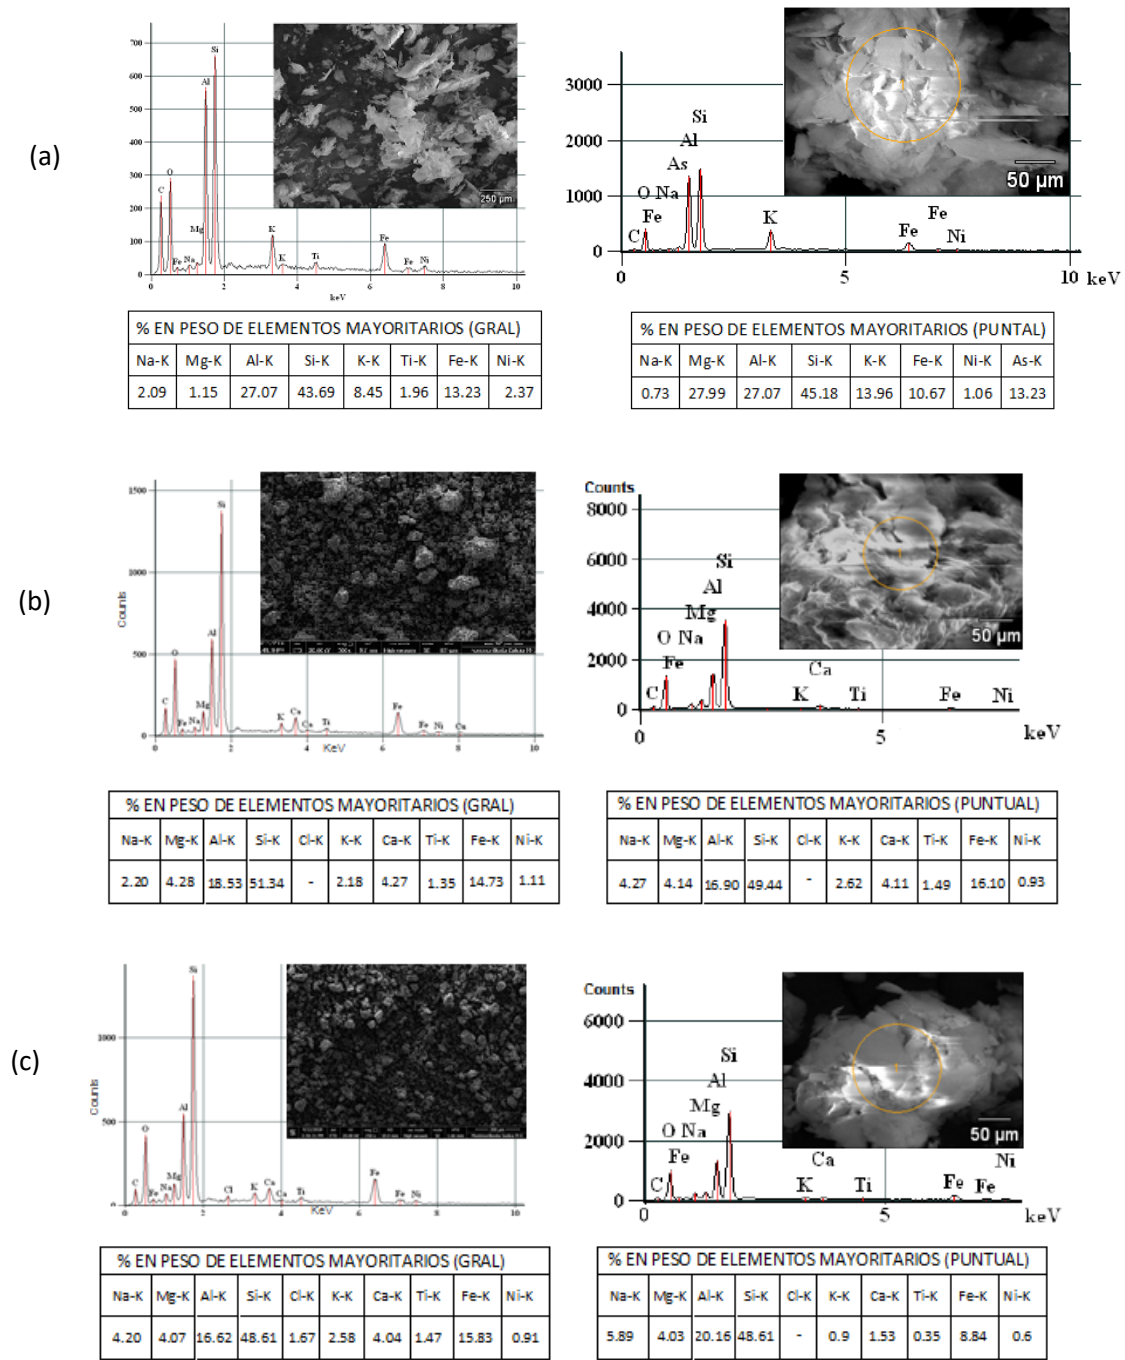 (a)
700
600
500
400
300
200
100
0
Si
Al
O
C
Mg
Fe
Na
K
K
Ti
Fe
Fe
Ni
0 2 4 6 8 10
keV
250 µm
3000
2000
1000
0
Si
Al
As
O Na
Fe
C
K
Fe
Fe
Ni
0 5 10 keV
50 µm
% EN PESO DE ELEMENTOS MAYORITARIOS (GRAL)
Na-K Mg-K Al-K Si-K K-K Ti-K Fe-K Ni-K
2.09 1.15 27.07 43.69 8.45 1.96 13.23 2.37
% EN PESO DE ELEMENTOS MAYORITARIOS (PUNTAL)
Na-K Mg-K Al-K Si-K K-K Fe-K Ni-K As-K
0.73 27.99 27.07 45.18 13.96 10.67 1.06 13.23
(b)
1500
1000
500
0
Counts
Si
Al
O
C
Fe
Na
Mg
K
Ca
Ca
Ti
Fe
Fe
Ni
Ca
0 2 4 6 8 10
KeV
Counts
8000
6000
4000
2000
0
Si
Al
Mg
O Na
Fe
C
Ca
K
Ti
Fe
Ni
0 5
keV
50 µm
% EN PESO DE ELEMENTOS MAYORITARIOS (GRAL)
Na-K Mg-K Al-K Si-K Cl-K K-K Ca-K Ti-K Fe-K Ni-K
2.20 4.28 18.53 51.34 - 2.18 4.27 1.35 14.73 1.11
% EN PESO DE ELEMENTOS MAYORITARIOS (PUNTUAL)
Na-K Mg-K Al-K Si-K Cl-K K-K Ca-K Ti-K Fe-K Ni-K
4.27 4.14 16.90 49.44 - 2.62 4.11 1.49 16.10 0.93
(c)
1000
500
0
Counts
Si
Al
O
C
Fe
Na
Mg
Cl
K
Ca
Ca
Ti
Fe
Fe
Ni
0 2 4 6 8 10
KeV
Counts
6000
4000
2000
0
Si
Al
Mg
O Na
Fe
C
Ca
K
Ti
Fe
Fe
Ni
0 5
keV
50 µm
% EN PESO DE ELEMENTOS MAYORITARIOS (GRAL)
Na-K Mg-K Al-K Si-K Cl-K K-K Ca-K Ti-K Fe-K Ni-K
4.20 4.07 16.62 48.61 1.67 2.58 4.04 1.47 15.83 0.91
% EN PESO DE ELEMENTOS MAYORITARIOS (PUNTUAL)
Na-K Mg-K Al-K Si-K Cl-K K-K Ca-K Ti-K Fe-K Ni-K
5.89 4.03 20.16 48.61 - 0.9 1.53 0.35 8.84 0.6